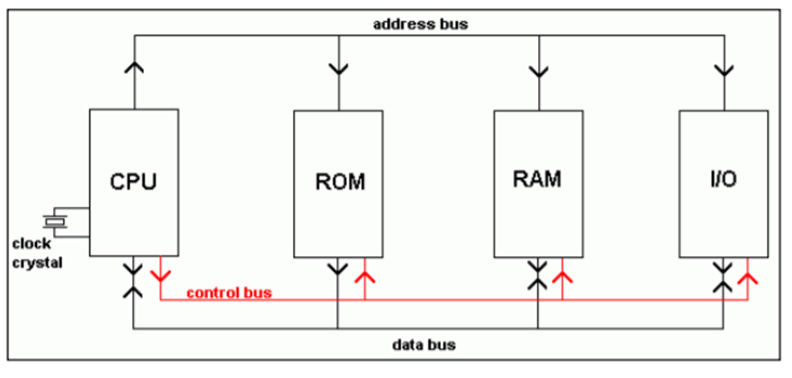 address bus
CPU
ROM
RAM
I/O
clock
crystal
control bus
data bus